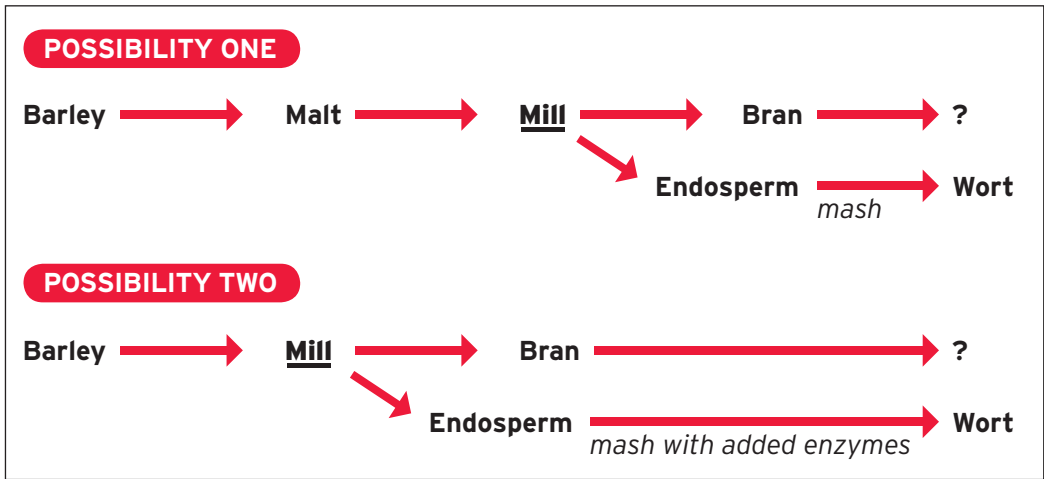 POSSIBILITY ONE
Barley Malt Mill Bran ?
Endosperm Wort
mash
POSSIBILITY TWO
Barley Mill Bran ?
Endosperm Wort
mash with added enzymes